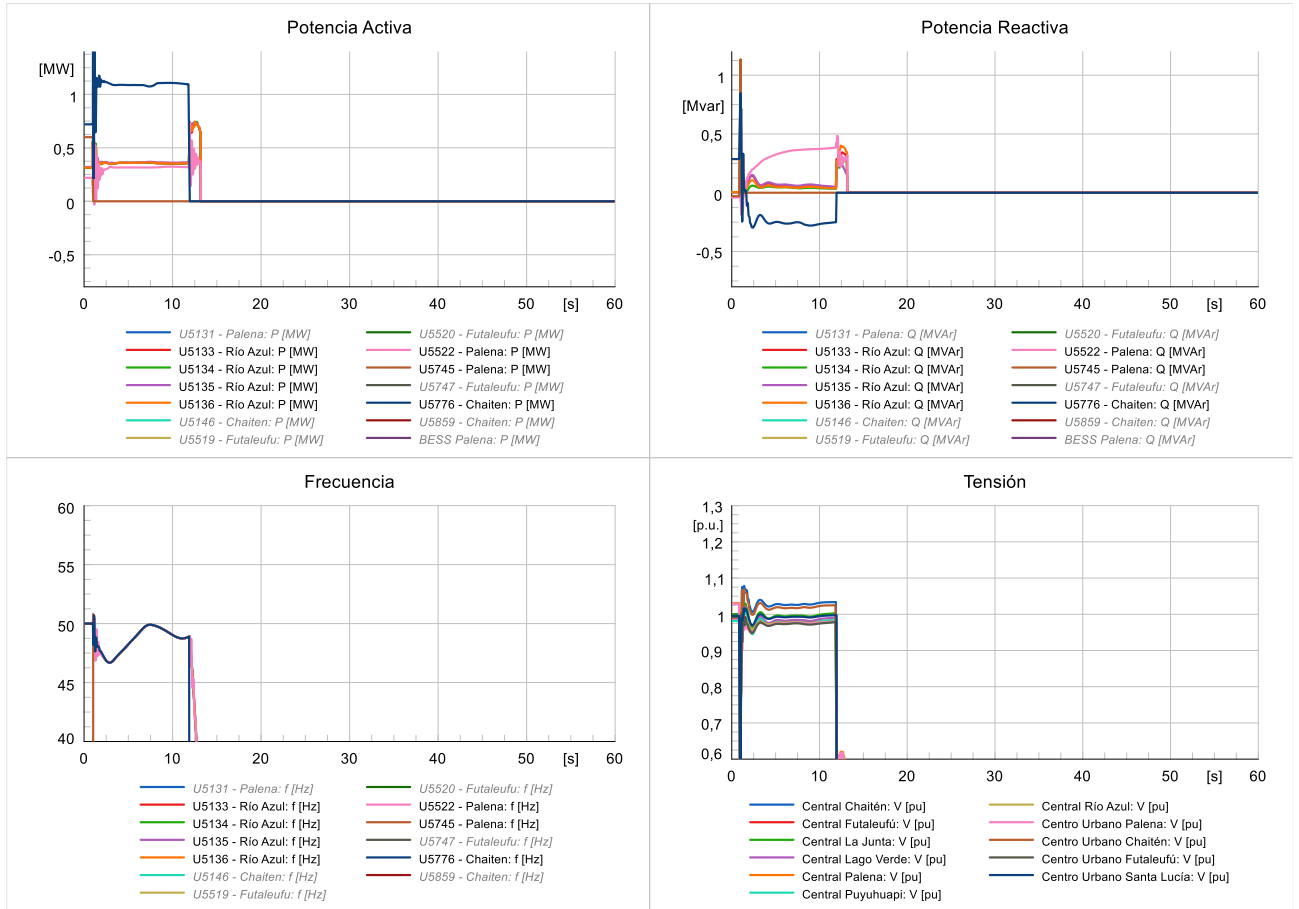 Potencia Activa
[MW]
1
0,5
0
-0,5
0 10 20 30 40 50 [s] 60
U5131 - Palena: P [MW]
U5133 - Río Azul: P [MW]
U5134 - Río Azul: P [MW]
U5135 - Río Azul: P [MW]
U5136 - Río Azul: P [MW]
U5146 - Chaiten: P [MW]
U5519 - Futaleufu: P [MW]
U5520 - Futaleufu: P [MW]
U5522 - Palena: P [MW]
U5745 - Palena: P [MW]
U5747 - Futaleufu: P [MW]
U5776 - Chaiten: P [MW]
U5859 - Chaiten: P [MW]
BESS Palena: P [MW]
Potencia Reactiva
1
[Mvar]
0,5
0
-0,5
0 10 20 30 40 50 [s] 60
U5131 - Palena: Q [MVAr]
U5133 - Río Azul: Q [MVAr]
U5134 - Río Azul: Q [MVAr]
U5135 - Río Azul: Q [MVAr]
U5136 - Río Azul: Q [MVAr]
U5146 - Chaiten: Q [MVAr]
U5519 - Futaleufu: Q [MVAr]
U5520 - Futaleufu: Q [MVAr]
U5522 - Palena: Q [MVAr]
U5745 - Palena: Q [MVAr]
U5747 - Futaleufu: Q [MVAr]
U5776 - Chaiten: Q [MVAr]
U5859 - Chaiten: Q [MVAr]
BESS Palena: Q [MVAr]
Frecuencia
60
55
50
45
40
0 10 20 30 40 50 [s] 60
U5131 - Palena: f [Hz]
U5133 - Río Azul: f [Hz]
U5134 - Río Azul: f [Hz]
U5135 - Río Azul: f [Hz]
U5136 - Río Azul: f [Hz]
U5146 - Chaiten: f [Hz]
U5519 - Futaleufu: f [Hz]
U5520 - Futaleufu: f [Hz]
U5522 - Palena: f [Hz]
U5745 - Palena: f [Hz]
U5747 - Futaleufu: f [Hz]
U5776 - Chaiten: f [Hz]
U5859 - Chaiten: f [Hz]
Tensión
1,3
[p.u.]
1,2
1,1
1
0,9
0,8
0,7
0,6
0 10 20 30 40 50 [s] 60
Central Chaitén: V [pu]
Central Futaleufú: V [pu]
Central La Junta: V [pu]
Central Lago Verde: V [pu]
Central Palena: V [pu]
Central Puyuhuapi: V [pu]
Central Río Azul: V [pu]
Centro Urbano Palena: V [pu]
Centro Urbano Chaitén: V [pu]
Centro Urbano Futaleufú: V [pu]
Centro Urbano Santa Lucía: V [pu]